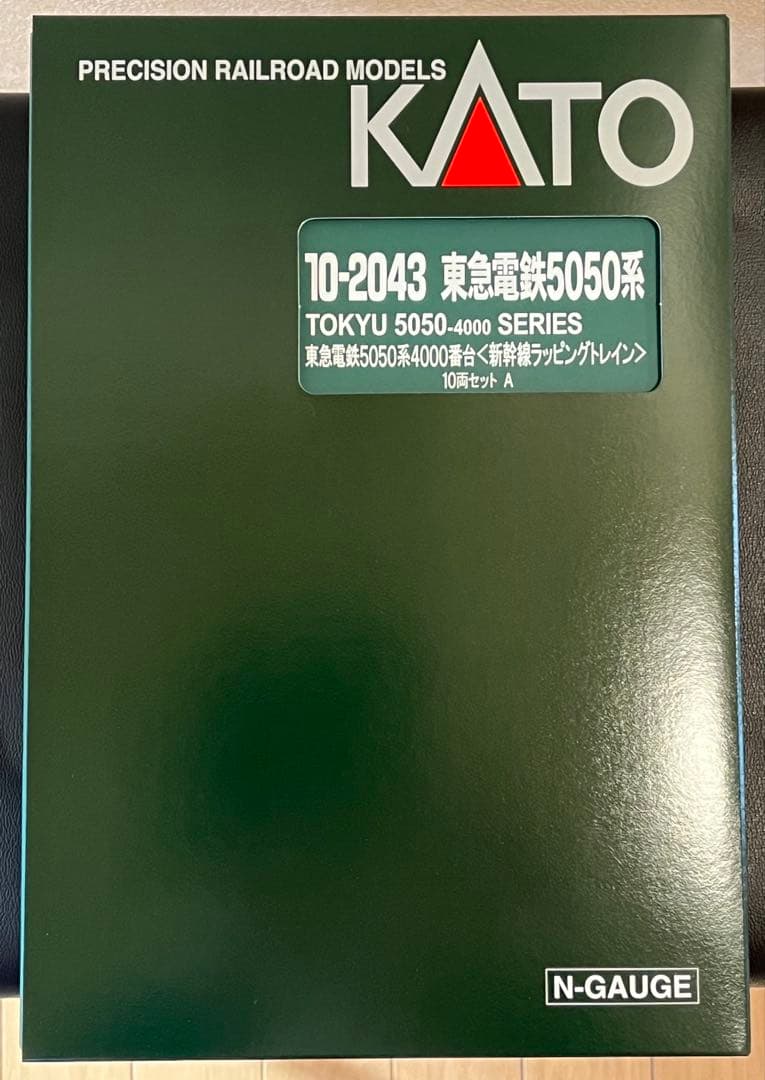 PRECISION RAILROAD MODELS
KATO
10-2043 東急電鉄5050系
TOKYU 5050-4000 SERIES
東急電鉄5050系4000番台<新幹線ラッピングトレイン>
10両セット A
N-GAUGE